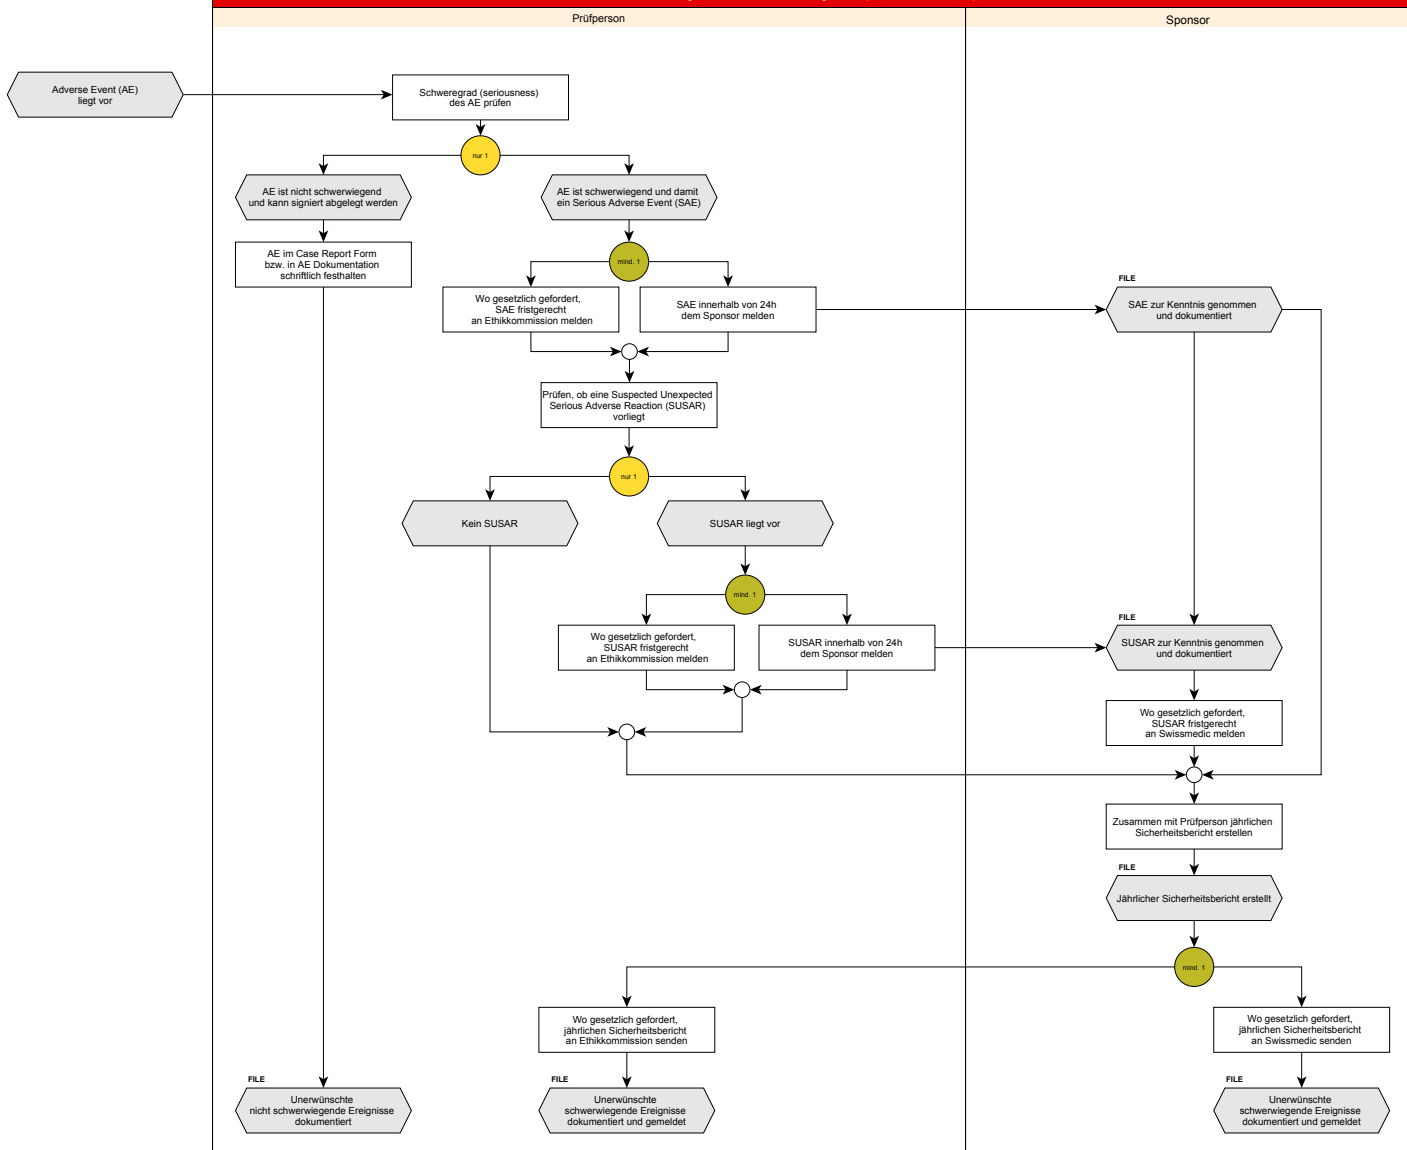 Prüfperson
Sponsor
Adverse Event (AE)
liegt vor
Schweregrad (seriousness)
des AE prüfen
nur 1
AE ist nicht schwerwiegend
und kann signiert abgelegt werden
AE ist schwerwiegend und damit
ein Serious Adverse Event (SAE)
AE im Case Report Form
bzw. in AE Dokumentation
schriftlich festhalten
mind. 1
Wo gesetzlich gefordert,
SAE fristgerecht
an Ethikkommission melden
SAE innerhalb von 24h
dem Sponsor melden
FILE
SAE zur Kenntnis genommen
und dokumentiert
Prüfen, ob eine Suspected Unexpected
Serious Adverse Reaction (SUSAR)
vorliegt
nur 1
Kein SUSAR
SUSAR liegt vor
mind. 1
Wo gesetzlich gefordert,
SUSAR fristgerecht
an Ethikkommission melden
SUSAR innerhalb von 24h
dem Sponsor melden
FILE
SUSAR zur Kenntnis genommen
und dokumentiert
Wo gesetzlich gefordert,
SUSAR fristgerecht
an Swissmedic melden
Zusammen mit Prüfperson jährlichen
Sicherheitsbericht erstellen
FILE
Jährlicher Sicherheitsbericht erstellt
mind. 1
Wo gesetzlich gefordert,
jährlichen Sicherheitsbericht
an Ethikkommission senden
Wo gesetzlich gefordert,
jährlichen Sicherheitsbericht
an Swissmedic senden
FILE
Unerwünschte
nicht schwerwiegende Ereignisse
dokumentiert
FILE
Unerwünschte
schwerwiegende Ereignisse
dokumentiert und gemeldet
FILE
Unerwünschte
schwerwiegende Ereignisse
dokumentiert und gemeldet